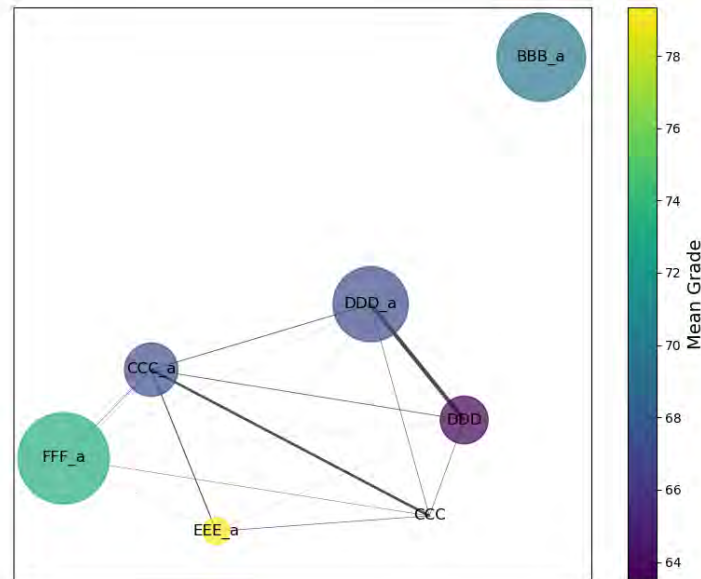 BBB_a
DDD_a
CCC_a
DDD
FFF_a
CCC
EEE_a
78
76
74
72
70
68
66
64
Mean Grade